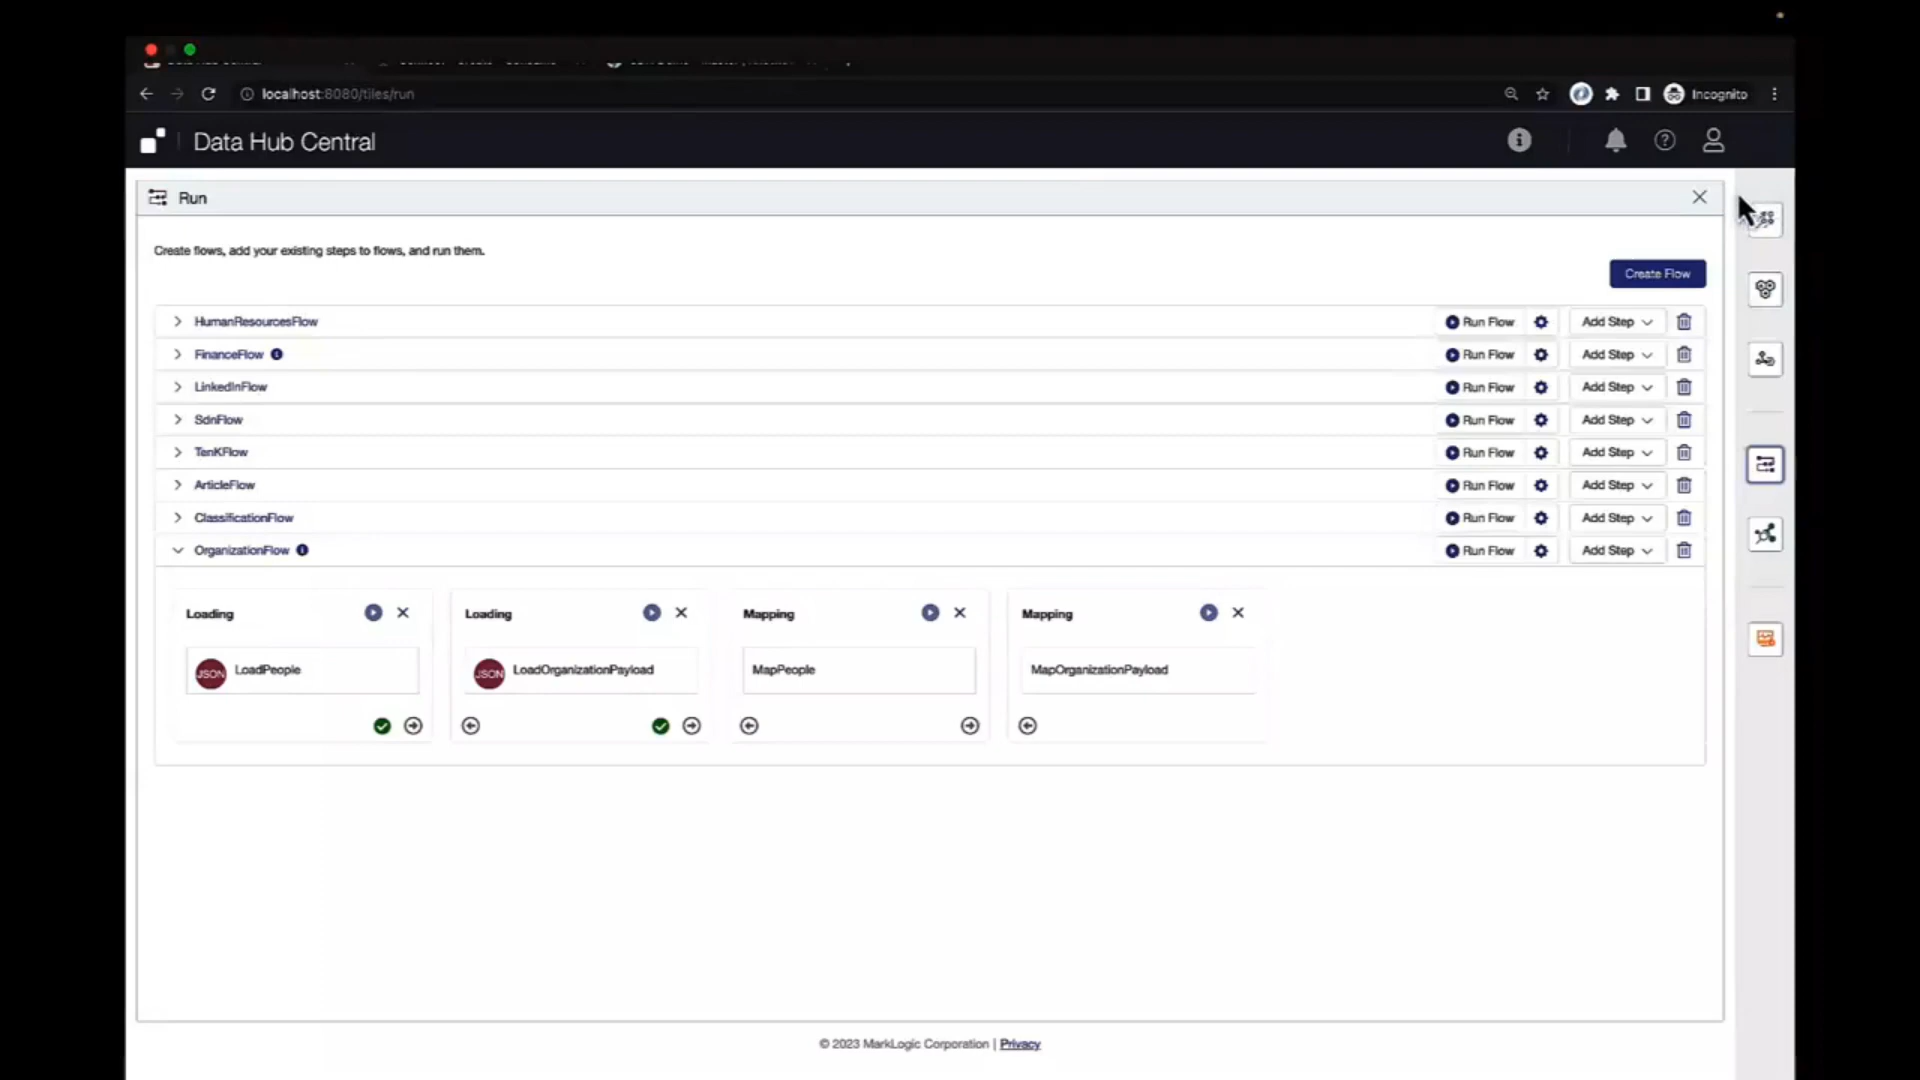 localhost:8080/tiles/run
Incognito
Data Hub Central
Run
Create flows, add your existing steps to flows, and run them.
Create Flow
HumanResourcesFlow Run Flow Add Step
FinanceFlow Run Flow Add Step
LinkedInFlow Run Flow Add Step
SdnFlow Run Flow Add Step
TenKFlow Run Flow Add Step
ArticleFlow Run Flow Add Step
ClassificationFlow Run Flow Add Step
OrganizationFlow Run Flow Add Step
Loading Loading Mapping Mapping
JSON LoadPeople JSON LoadOrganizationPayload MapPeople MapOrganizationPayload
© 2023 MarkLogic Corporation | Privacy